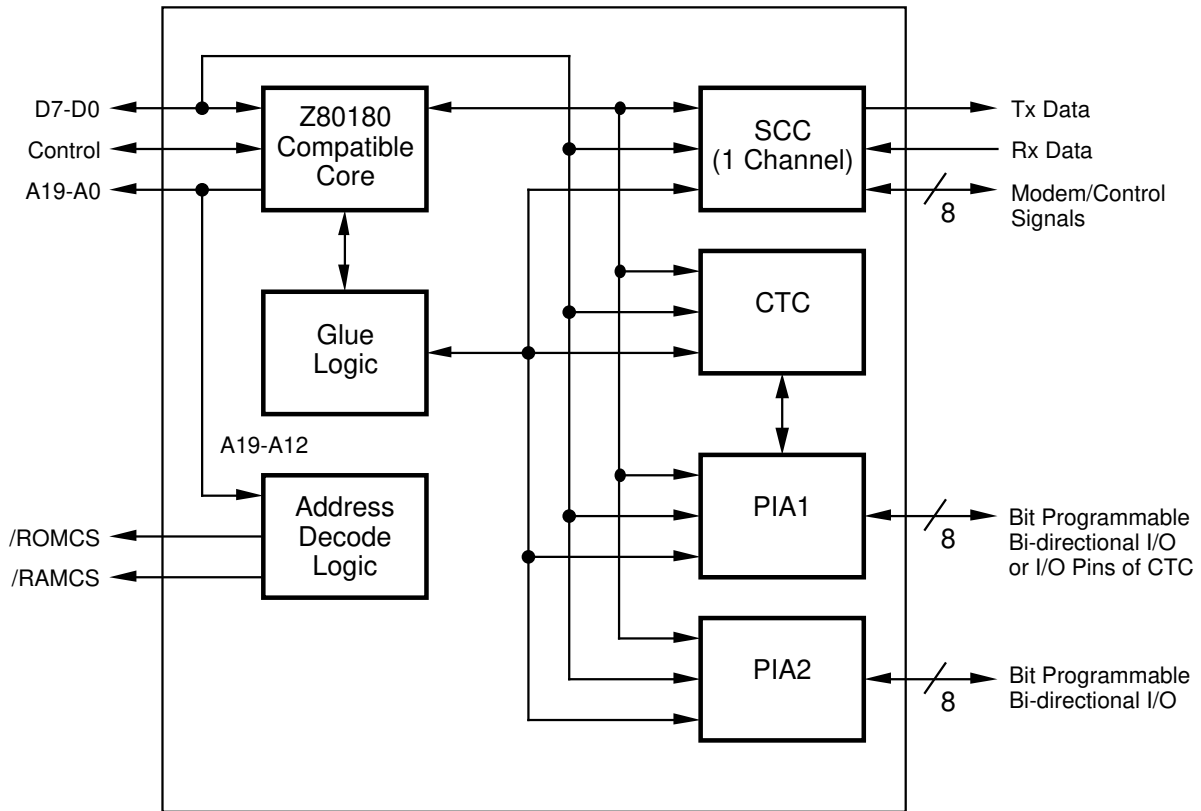 D7-D0
Control
A19-A0
Z80180
Compatible
Core
SCC
(1 Channel)
Tx Data
Rx Data
8
Modem/Control
Signals
Glue
Logic
CTC
A19-A12
Address
Decode
Logic
/ROMCS
/RAMCS
PIA1
8
Bit Programmable
Bi-directional I/O
or I/O Pins of CTC
PIA2
8
Bit Programmable
Bi-directional I/O